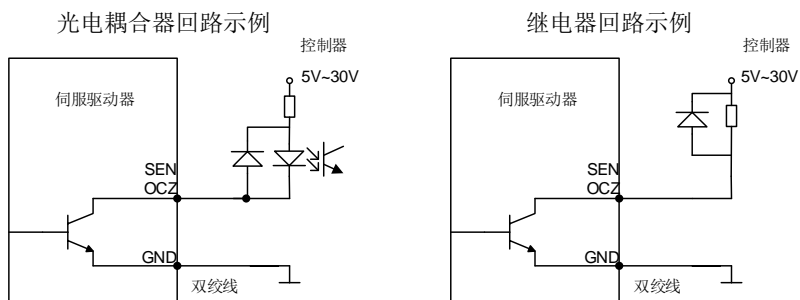 光电耦合器回路示例
控制器
5V~30V
伺服驱动器
SEN
OCZ
GND
双绞线
继电器回路示例
控制器
5V~30V
伺服驱动器
SEN
OCZ
GND
双绞线